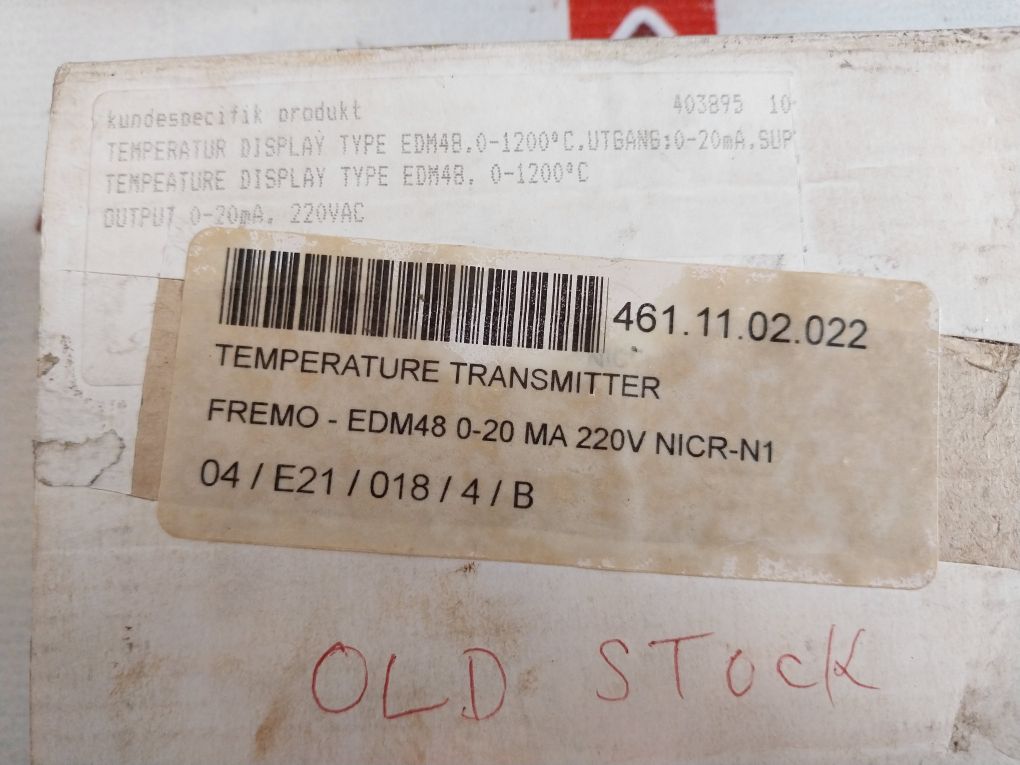 kundespecifik produkt 403895 10
TEMPERATUR DISPLAY TYPE EDM48.0-1200°C.UTGANG:0-20mA.SUP
TEMPEATURE DISPLAY TYPE EDM48. 0-1200°C
OUTPUT 0-20mA. 220VAC
461.11.02.022
TEMPERATURE TRANSMITTER
FREMO - EDM48 0-20 MA 220V NICR-N1
04 / E21 / 018 / 4 / B
OLD STOCK